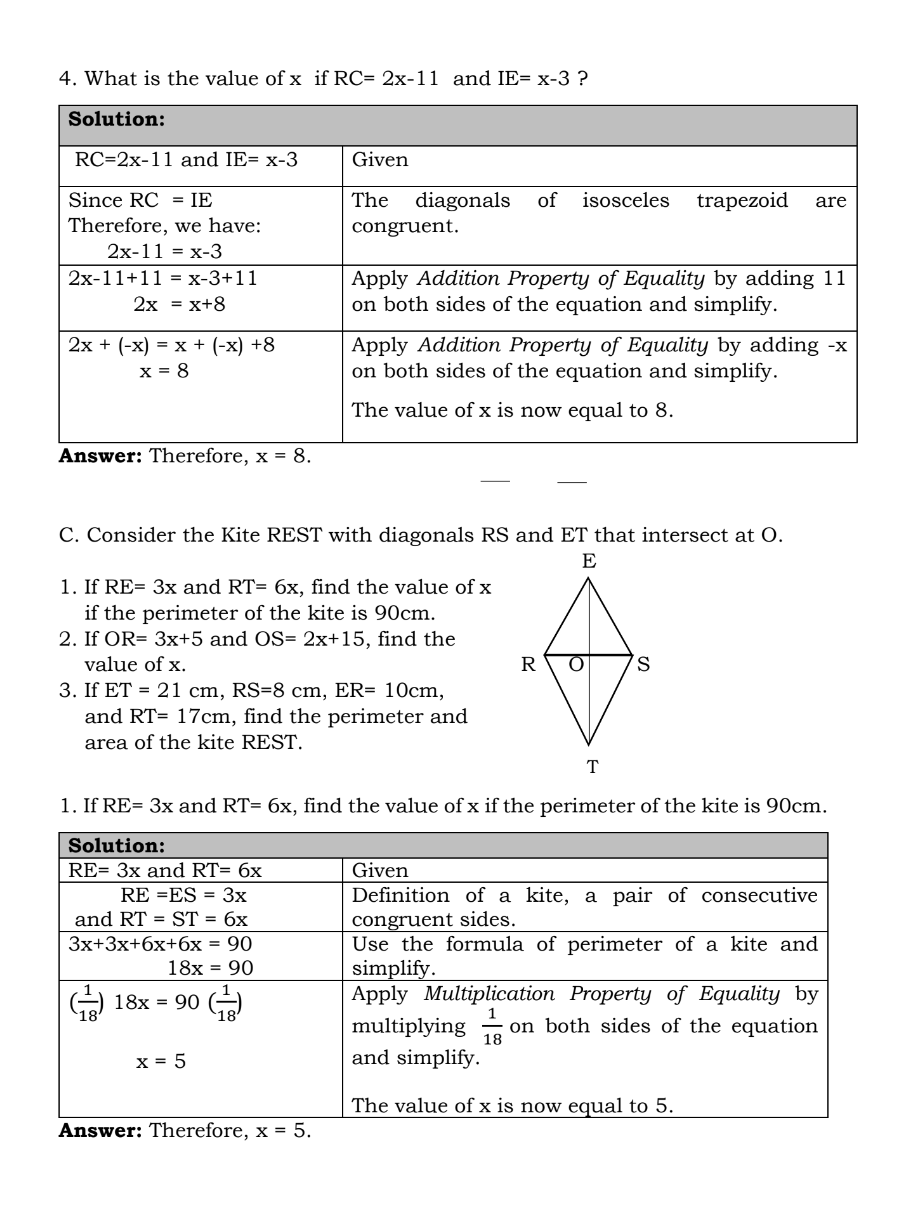 4. What is the value of x  if RC= 2x-11  and IE= x-3 ?
Solution:
RC=2x-11 and IE= x-3
Given
Since RC  = IE
Therefore, we have:
2x-11 = x-3
The diagonals of isosceles trapezoid are
congruent.
2x-11+11 = x-3+11
2x  = x+8
Apply Addition Property of Equality by adding 11
on both sides of the equation and simplify.
2x + (-x) = x + (-x) +8
x = 8
Apply Addition Property of Equality by adding -x
on both sides of the equation and simplify.
The value of x is now equal to 8.
Answer: Therefore, x = 8.
C. Consider the Kite REST with diagonals RS and ET that intersect at O.
1. If RE= 3x and RT= 6x, find the value of x
if the perimeter of the kite is 90cm.
2. If OR= 3x+5 and OS= 2x+15, find the
value of x.
3. If ET = 21 cm, RS=8 cm, ER= 10cm,
and RT= 17cm, find the perimeter and
area of the kite REST.
E
R O S
T
1. If RE= 3x and RT= 6x, find the value of x if the perimeter of the kite is 90cm.
Solution:
RE= 3x and RT= 6x
Given
RE =ES = 3x
and RT = ST = 6x
Definition of a kite, a pair of consecutive
congruent sides.
3x+3x+6x+6x = 90
18x = 90
Use the formula of perimeter of a kite and
simplify.
(1/18) 18x = 90 (1/18)
x = 5
Apply Multiplication Property of Equality by
multiplying 1/18 on both sides of the equation
and simplify.
The value of x is now equal to 5.
Answer: Therefore, x = 5.